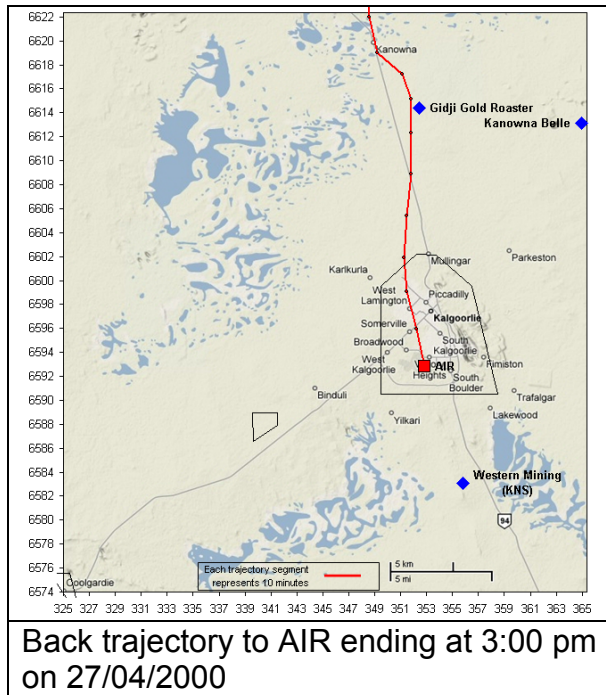 6622
6620
6618
6616
6614
6612
6608
6606
6604
6602
6600
6598
6596
6594
6592
6590
6588
6586
6584
6582
6580
6578
6576
6574
Kanowna
Gidji Gold Roaster
Kanowna Belle
Mullingar
Parkeston
Karlkurla
West
Lamington
Piccadilly
Kalgoorlie
Somerville
Broadwood
South
Kalgoorlie
West
Kalgoorlie
AIR
Heights
Fimiston
South
Boulder
Binduli
Trafalgar
Yilkari
Lakewood
Western Mining
(KNS)
94
Coolgardie
Each trajectory segment
represents 10 minutes
5 km
5 mi
325 327 329 331 333 335 337 339 341 343 345 347 349 351 353 355 357 359 361 363 365
Back trajectory to AIR ending at 3:00 pm
on 27/04/2000